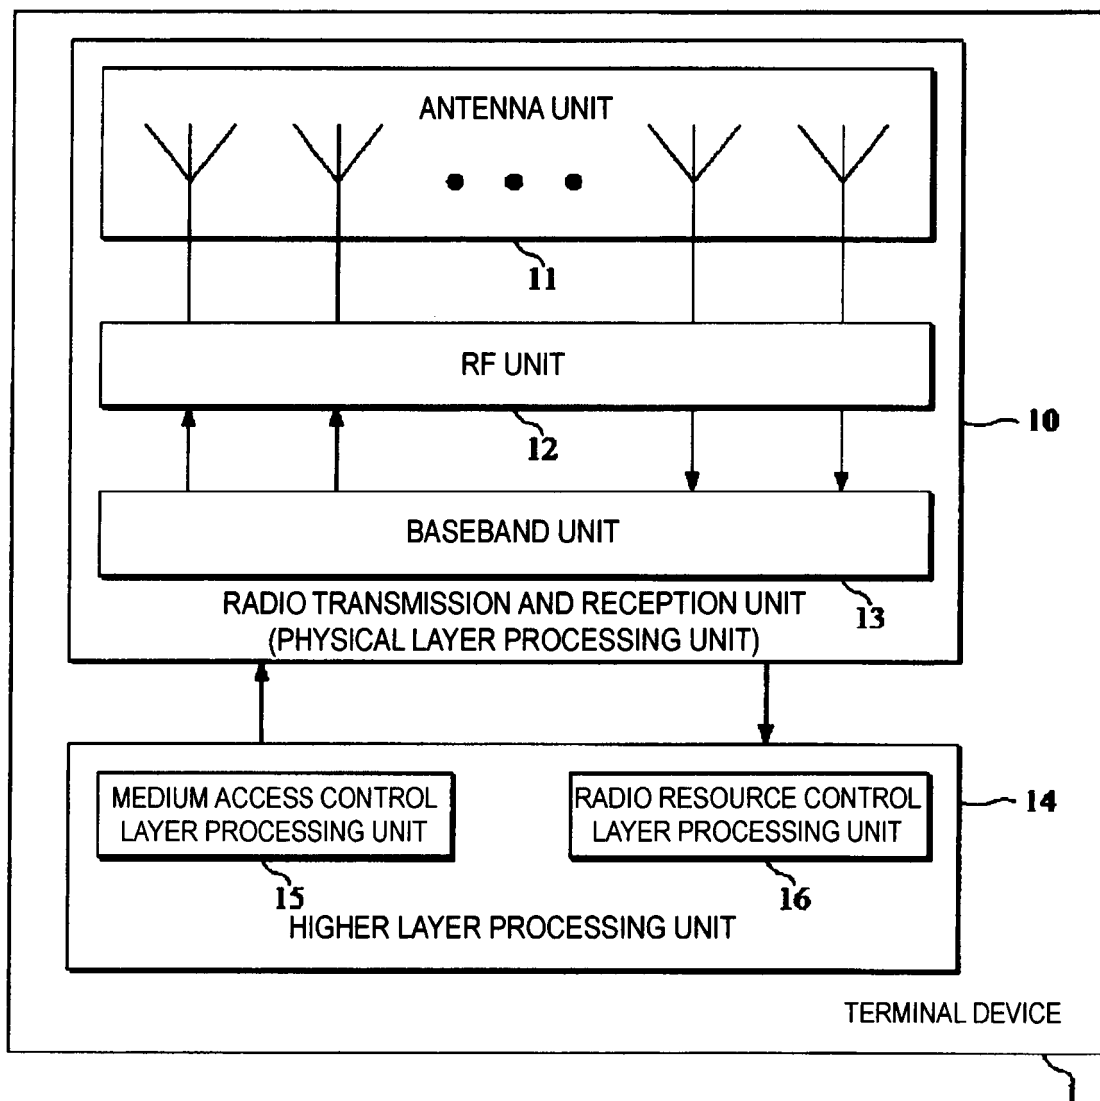 ANTENNA UNIT
11
RF UNIT
12
10
BASEBAND UNIT
13
RADIO TRANSMISSION AND RECEPTION UNIT
(PHYSICAL LAYER PROCESSING UNIT)
MEDIUM ACCESS CONTROL
LAYER PROCESSING UNIT
15
RADIO RESOURCE CONTROL
LAYER PROCESSING UNIT
16
14
HIGHER LAYER PROCESSING UNIT
TERMINAL DEVICE